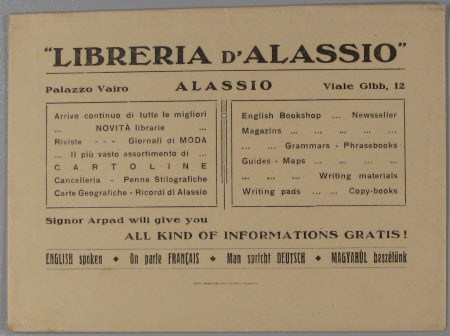 "LIBRERIA D'ALASSIO"
Palazzo Vairo ALASSIO Viale Gibb, 12
Arrivo continuo di tutte le migliori
... NOVITÀ librarie ...
Riviste - - - Giornali di MODA
... Il più vasto assortimento di ...
CARTOLINE
Cancelleria - Penne Stilografiche
Carte Geografiche - Ricordi di Alassio
English Bookshop ... Newsseller
Magazins ... ... ... ... ...
... ... Grammars - Phrasebooks
Guides - Maps ... ... ... ...
... ... ... Writing materials
Writing pads ... ... Copy-books
Signor Arpad will give you
ALL KIND OF INFORMATIONS GRATIS!
ENGLISH spoken ◆ On parle FRANÇAIS ◆ Man spricht DEUTSCH ◆ MAGYARÒL beszélünk